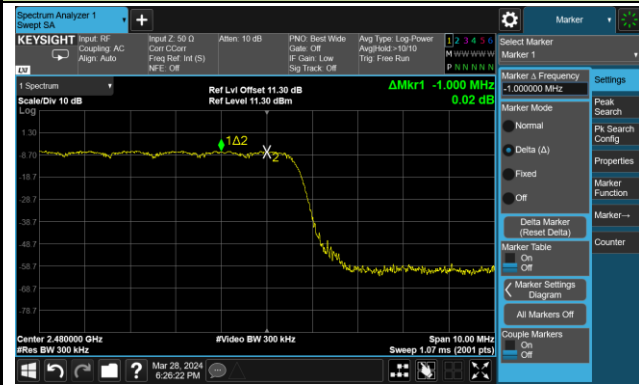 Spectrum Analyzer 1
Swept SA
Marker
KEYSIGHT
Input: RF
Coupling: AC
Align: Auto
Input Z: 50 Ω
Corr CCorr
Freq Ref: Int (S)
NFE: Off
Atten: 10 dB
PNO: Best Wide
Gate: Off
IF Gain: Low
Sig Track: Off
Avg Type: Log-Power
Avg|Hold:>10/10
Trig: Free Run
1 2 3 4 5 6
M W W W W W
P N N N N N
LXI
Select Marker
Marker 1
1 Spectrum
Scale/Div 10 dB
Log
Ref Lvl Offset 11.30 dB
Ref Level 11.30 dBm
ΔMkr1 -1.000 MHz
0.02 dB
1.30
-8.70
-18.7
-28.7
-38.7
-48.7
-58.7
-68.7
-78.7
1Δ2
X2
Center 2.480000 GHz
#Res BW 300 kHz
#Video BW 300 kHz
Span 10.00 MHz
Sweep 1.07 ms (2001 pts)
Marker Δ Frequency
-1.000000 MHz
Marker Mode
Normal
Delta (Δ)
Fixed
Off
Delta Marker
(Reset Delta)
Marker Table
On
Off
Marker Settings
Diagram
All Markers Off
Couple Markers
On
Off
Settings
Peak
Search
Pk Search
Config
Properties
Marker
Function
Marker→
Counter
Mar 28, 2024
6:26:22 PM